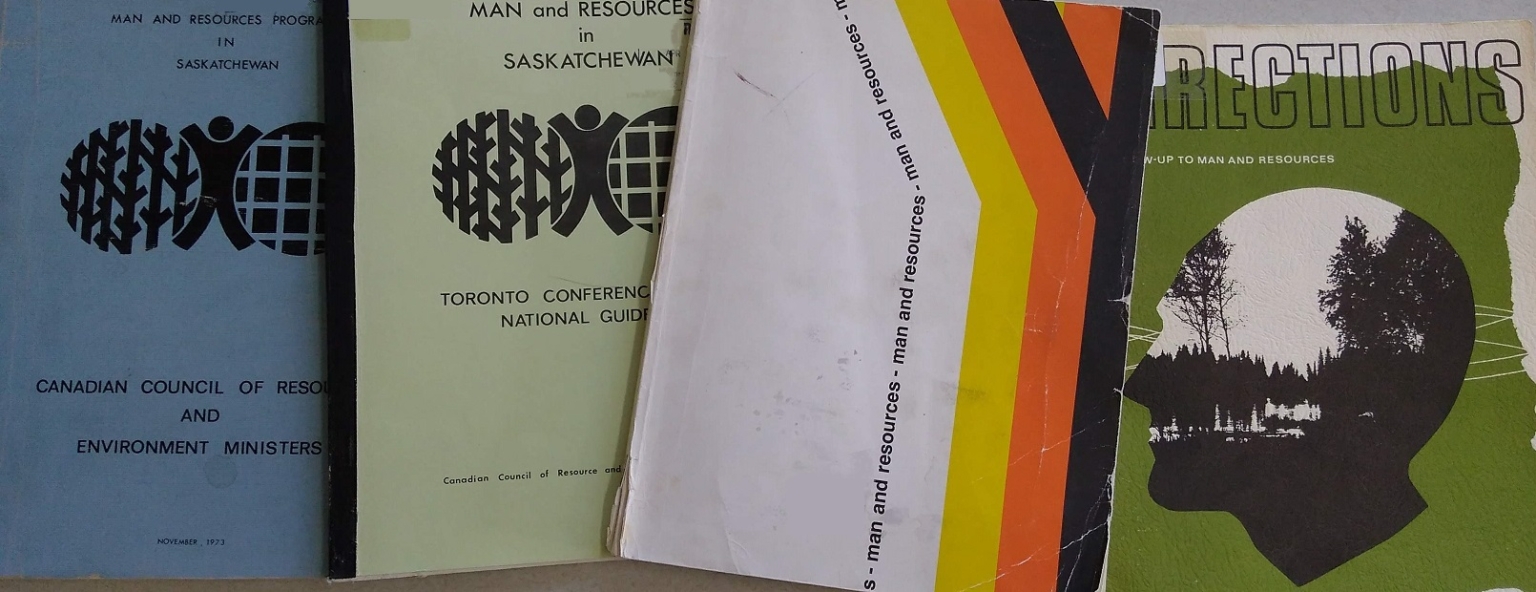 MAN AND RESOURCES PROGRA
IN
SASKATCHEWAN
CANADIAN COUNCIL OF RESOU
AND
ENVIRONMENT MINISTERS
NOVEMBER , 1973
MAN and RESOURCES
in
SASKATCHEWAN
TORONTO CONFERENC
NATIONAL GUIDE
Canadian Council of Resource and
s - man and resources - man and resources - man and resources - m
RECTIONS
W-UP TO MAN AND RESOURCES